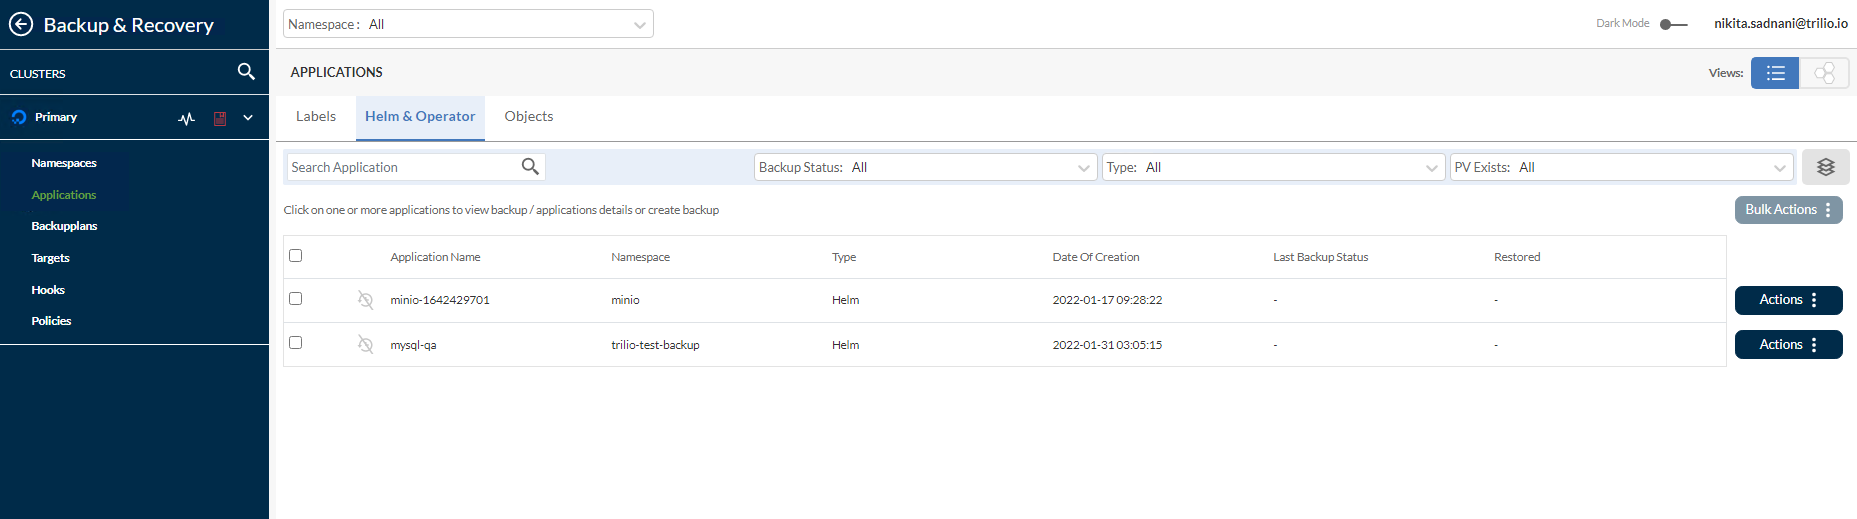 Backup & Recovery
Namespace : All
Dark Mode
nikita.sadnani@trilio.io
CLUSTERS
APPLICATIONS
Views:
Primary
Labels
Helm & Operator
Objects
Namespaces
Applications
Backupplans
Targets
Hooks
Policies
Search Application
Backup Status: All
Type: All
PV Exists: All
Click on one or more applications to view backup / applications details or create backup
Bulk Actions
Application Name Namespace Type Date Of Creation Last Backup Status Restored
minio-1642429701 minio Helm 2022-01-17 09:28:22 - - Actions
mysql-qa trilio-test-backup Helm 2022-01-31 03:05:15 - - Actions